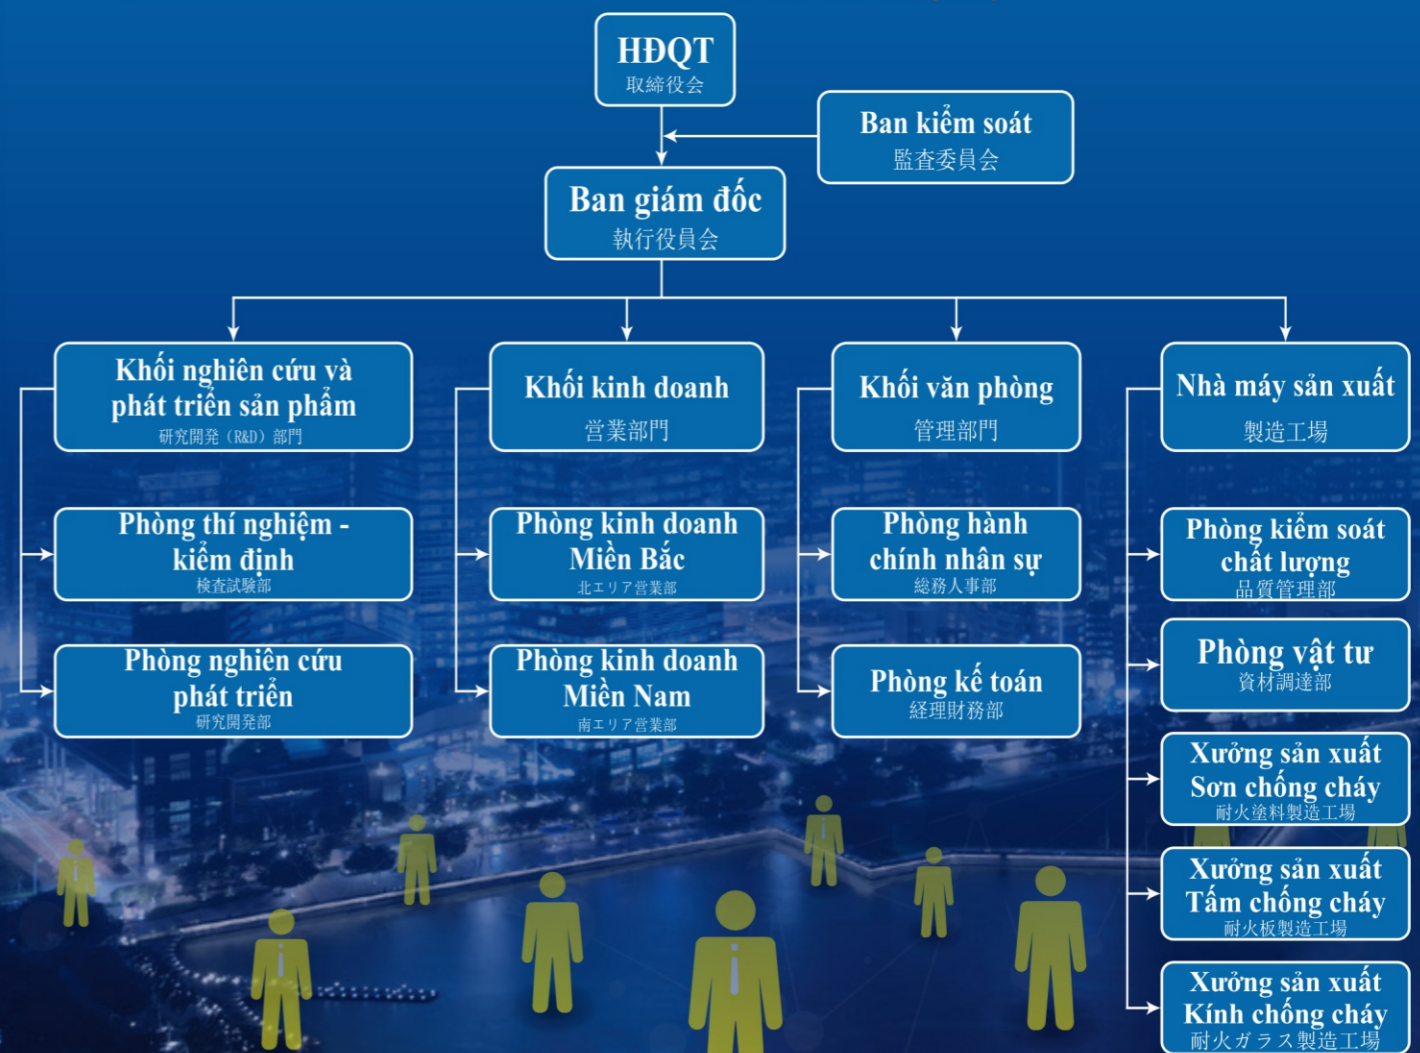 HĐQT
取締役会
Ban kiểm soát
監査委員会
Ban giám đốc
執行役員会
Khối nghiên cứu và
phát triển sản phẩm
研究開発（R&D）部門
Khối kinh doanh
営業部門
Khối văn phòng
管理部門
Nhà máy sản xuất
製造工場
Phòng thí nghiệm -
kiểm định
検査試験部
Phòng kinh doanh
Miền Bắc
北エリア営業部
Phòng hành
chính nhân sự
総務人事部
Phòng kiểm soát
chất lượng
品質管理部
Phòng nghiên cứu
phát triển
研究開発部
Phòng kinh doanh
Miền Nam
南エリア営業部
Phòng kế toán
経理財務部
Phòng vật tư
資材調達部
Xưởng sản xuất
Sơn chống cháy
耐火塗料製造工場
Xưởng sản xuất
Tấm chống cháy
耐火板製造工場
Xưởng sản xuất
Kính chống cháy
耐火ガラス製造工場